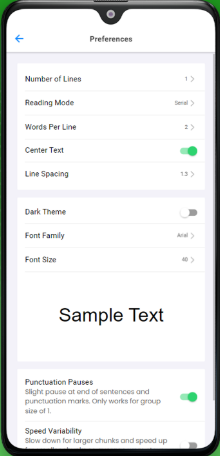 Preferences
Number of Lines 1
Reading Mode Serial
Words Per Line 2
Center Text
Line Spacing 1.5
Dark Theme
Font Family Arial
Font Size 40
Sample Text
Punctuation Pauses
Slight pause at end of sentences and
punctuation marks. Only works for group
size of 1.
Speed Variability
Slow down for larger chunks and speed up